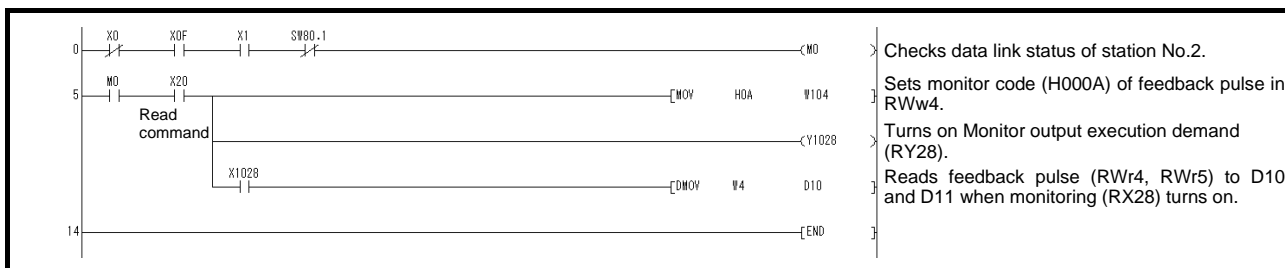 X0 X0F X1 SW80.1
0 (M0 ) Checks data link status of station No.2.
M0 X20
5 [MOV H0A W104 ] Sets monitor code (H000A) of feedback pulse in
RWw4.
Read
command
(Y1028 ) Turns on Monitor output execution demand
(RY28).
X1028
[DMOV W4 D10 ] Reads feedback pulse (RWr4, RWr5) to D10
and D11 when monitoring (RX28) turns on.
14 [END ]